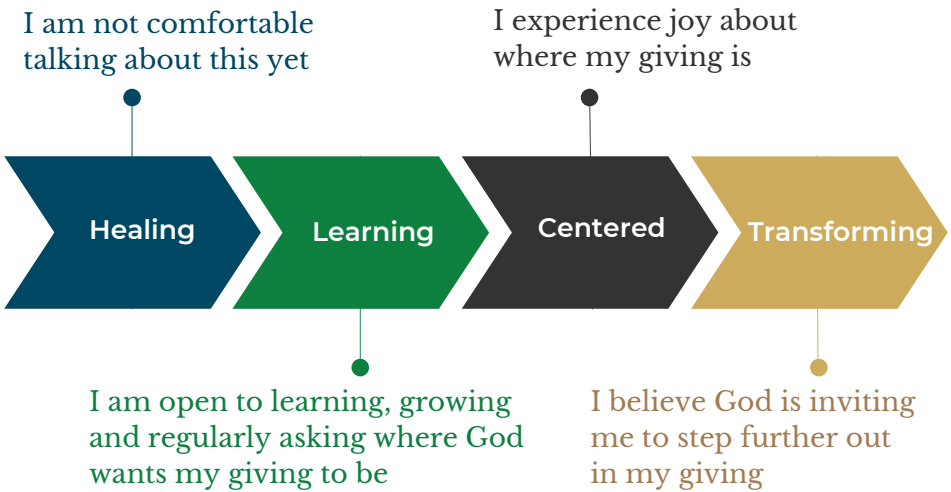 I am not comfortable
talking about this yet
I experience joy about
where my giving is
Healing
Learning
Centered
Transforming
I am open to learning, growing
and regularly asking where God
wants my giving to be
I believe God is inviting
me to step further out
in my giving